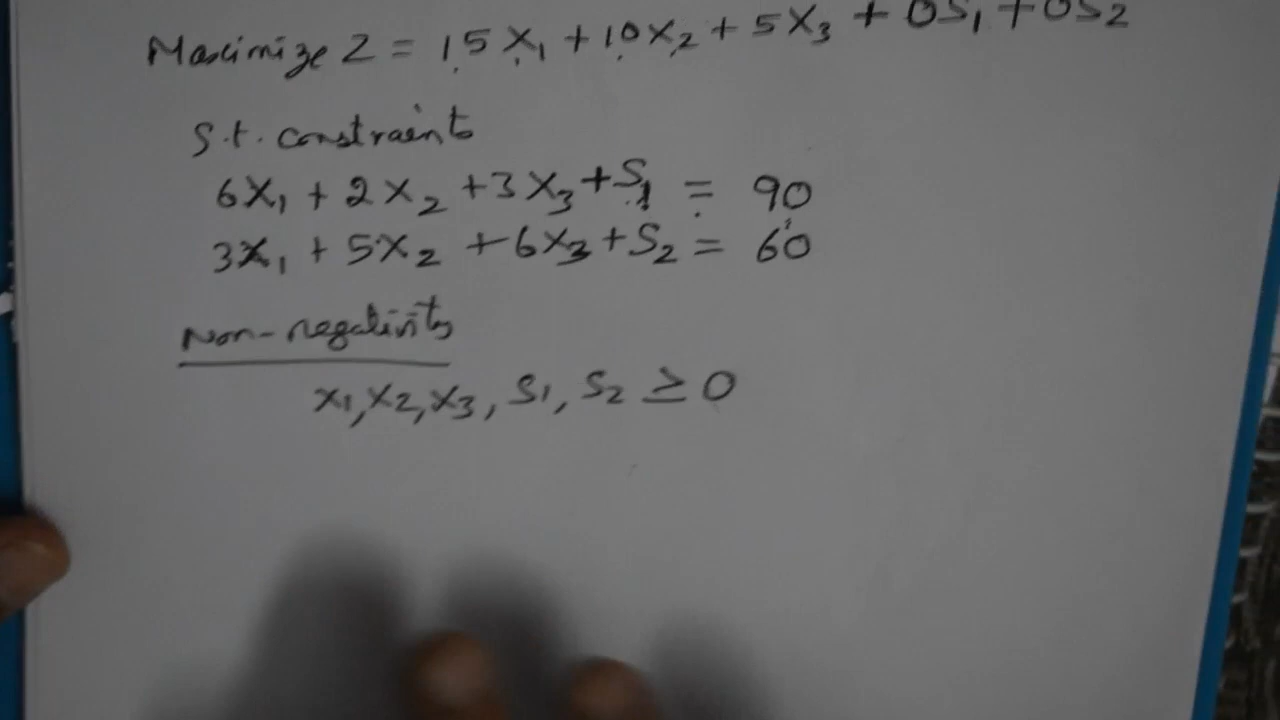 Maximize Z = 15X₁ + 10X₂ + 5X₃ + 0S₁ + 0S₂
S.t. constraints
6X₁ + 2X₂ + 3X₃ + S₁ = 90
3X₁ + 5X₂ + 6X₃ + S₂ = 60
Non-negativity
X₁, X₂, X₃, S₁, S₂ ≥ 0